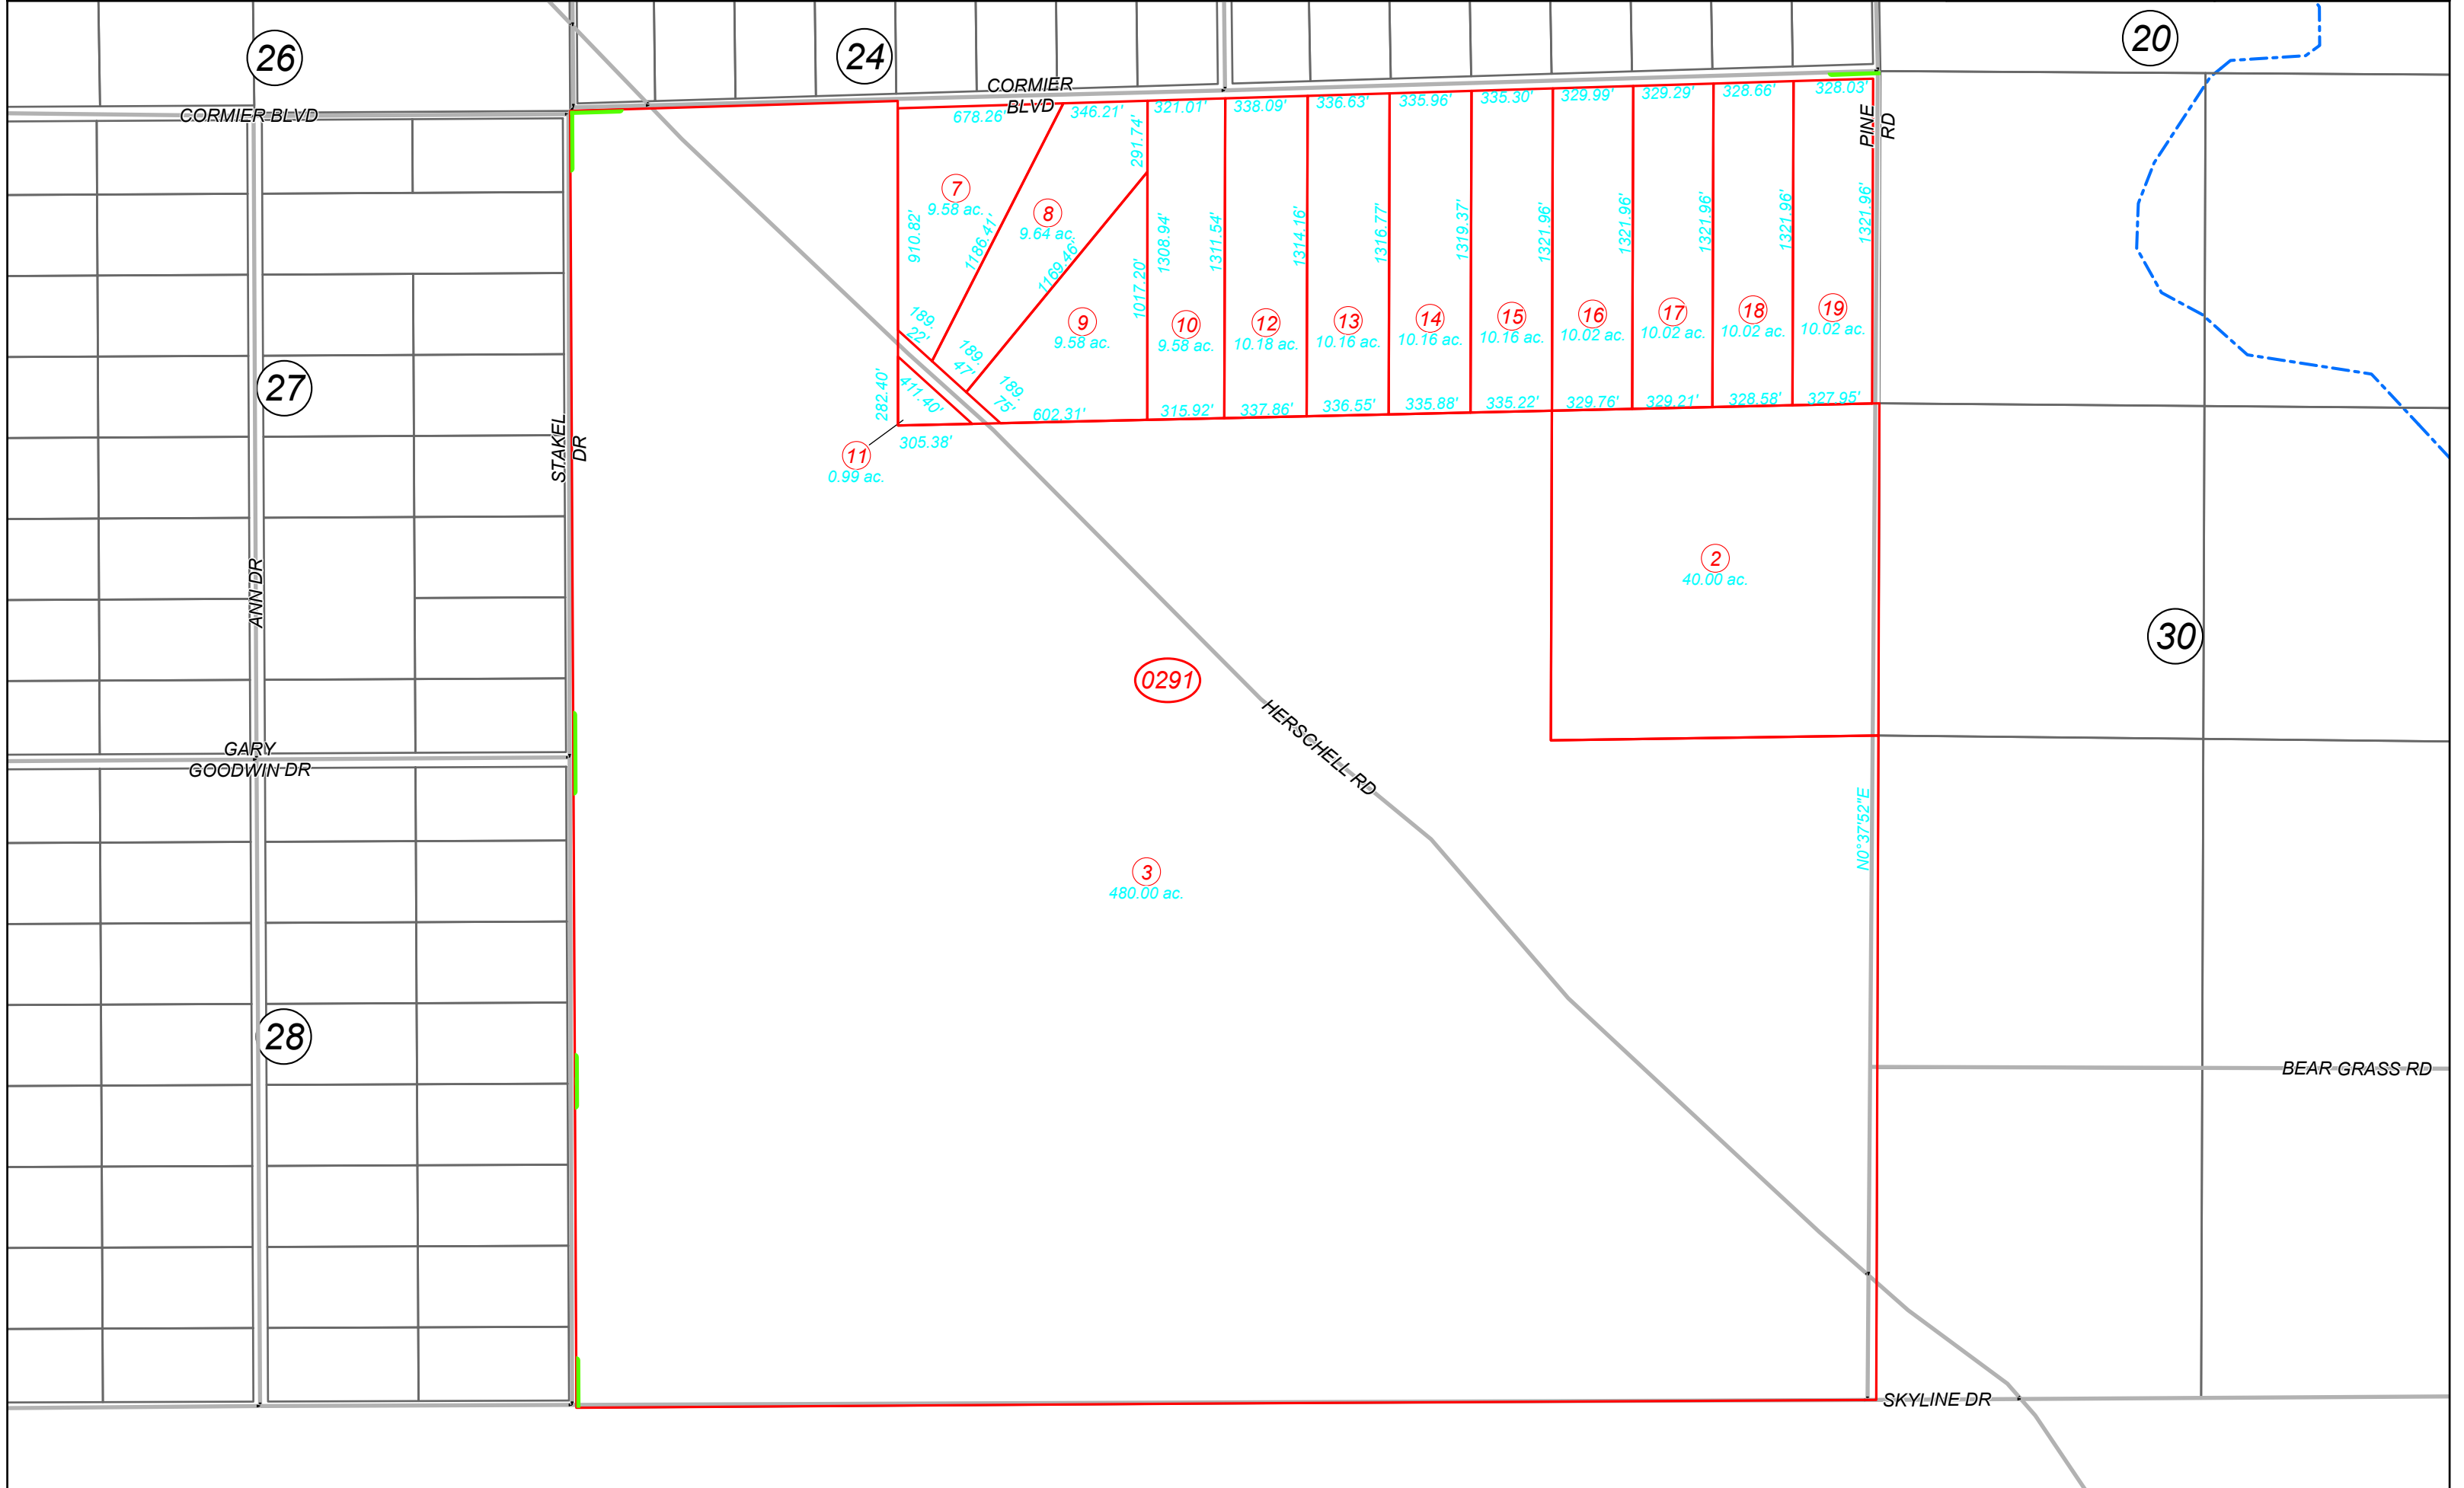 26
24
20
CORMIER
BLVD
CORMIER BLVD
678.26'
346.21'
321.01'
338.09'
336.63'
335.96'
335.30'
329.99'
329.29'
328.66'
328.03'
PINE
RD
291.74'
7
9.58 ac.
8
9.64 ac.
910.82'
1186.41'
1169.46'
1017.20'
1308.94'
1311.54'
1314.16'
1316.77'
1319.37'
1321.96'
1321.96'
1321.96'
1321.96'
1321.96'
9
9.58 ac.
10
9.58 ac.
12
10.18 ac.
13
10.16 ac.
14
10.16 ac.
15
10.16 ac.
16
10.02 ac.
17
10.02 ac.
18
10.02 ac.
19
10.02 ac.
189.
22'
189.
47'
189.
75'
27
282.40'
411.40'
602.31'
315.92'
337.86'
336.55'
335.88'
335.22'
329.76'
329.21'
328.58'
327.95'
305.38'
11
0.99 ac.
STAKEL
DR
ANN DR
2
40.00 ac.
30
0291
HERSCHELL RD
GARY
GOODWIN DR
N0°37'52"E
3
480.00 ac.
28
BEAR GRASS RD
SKYLINE DR